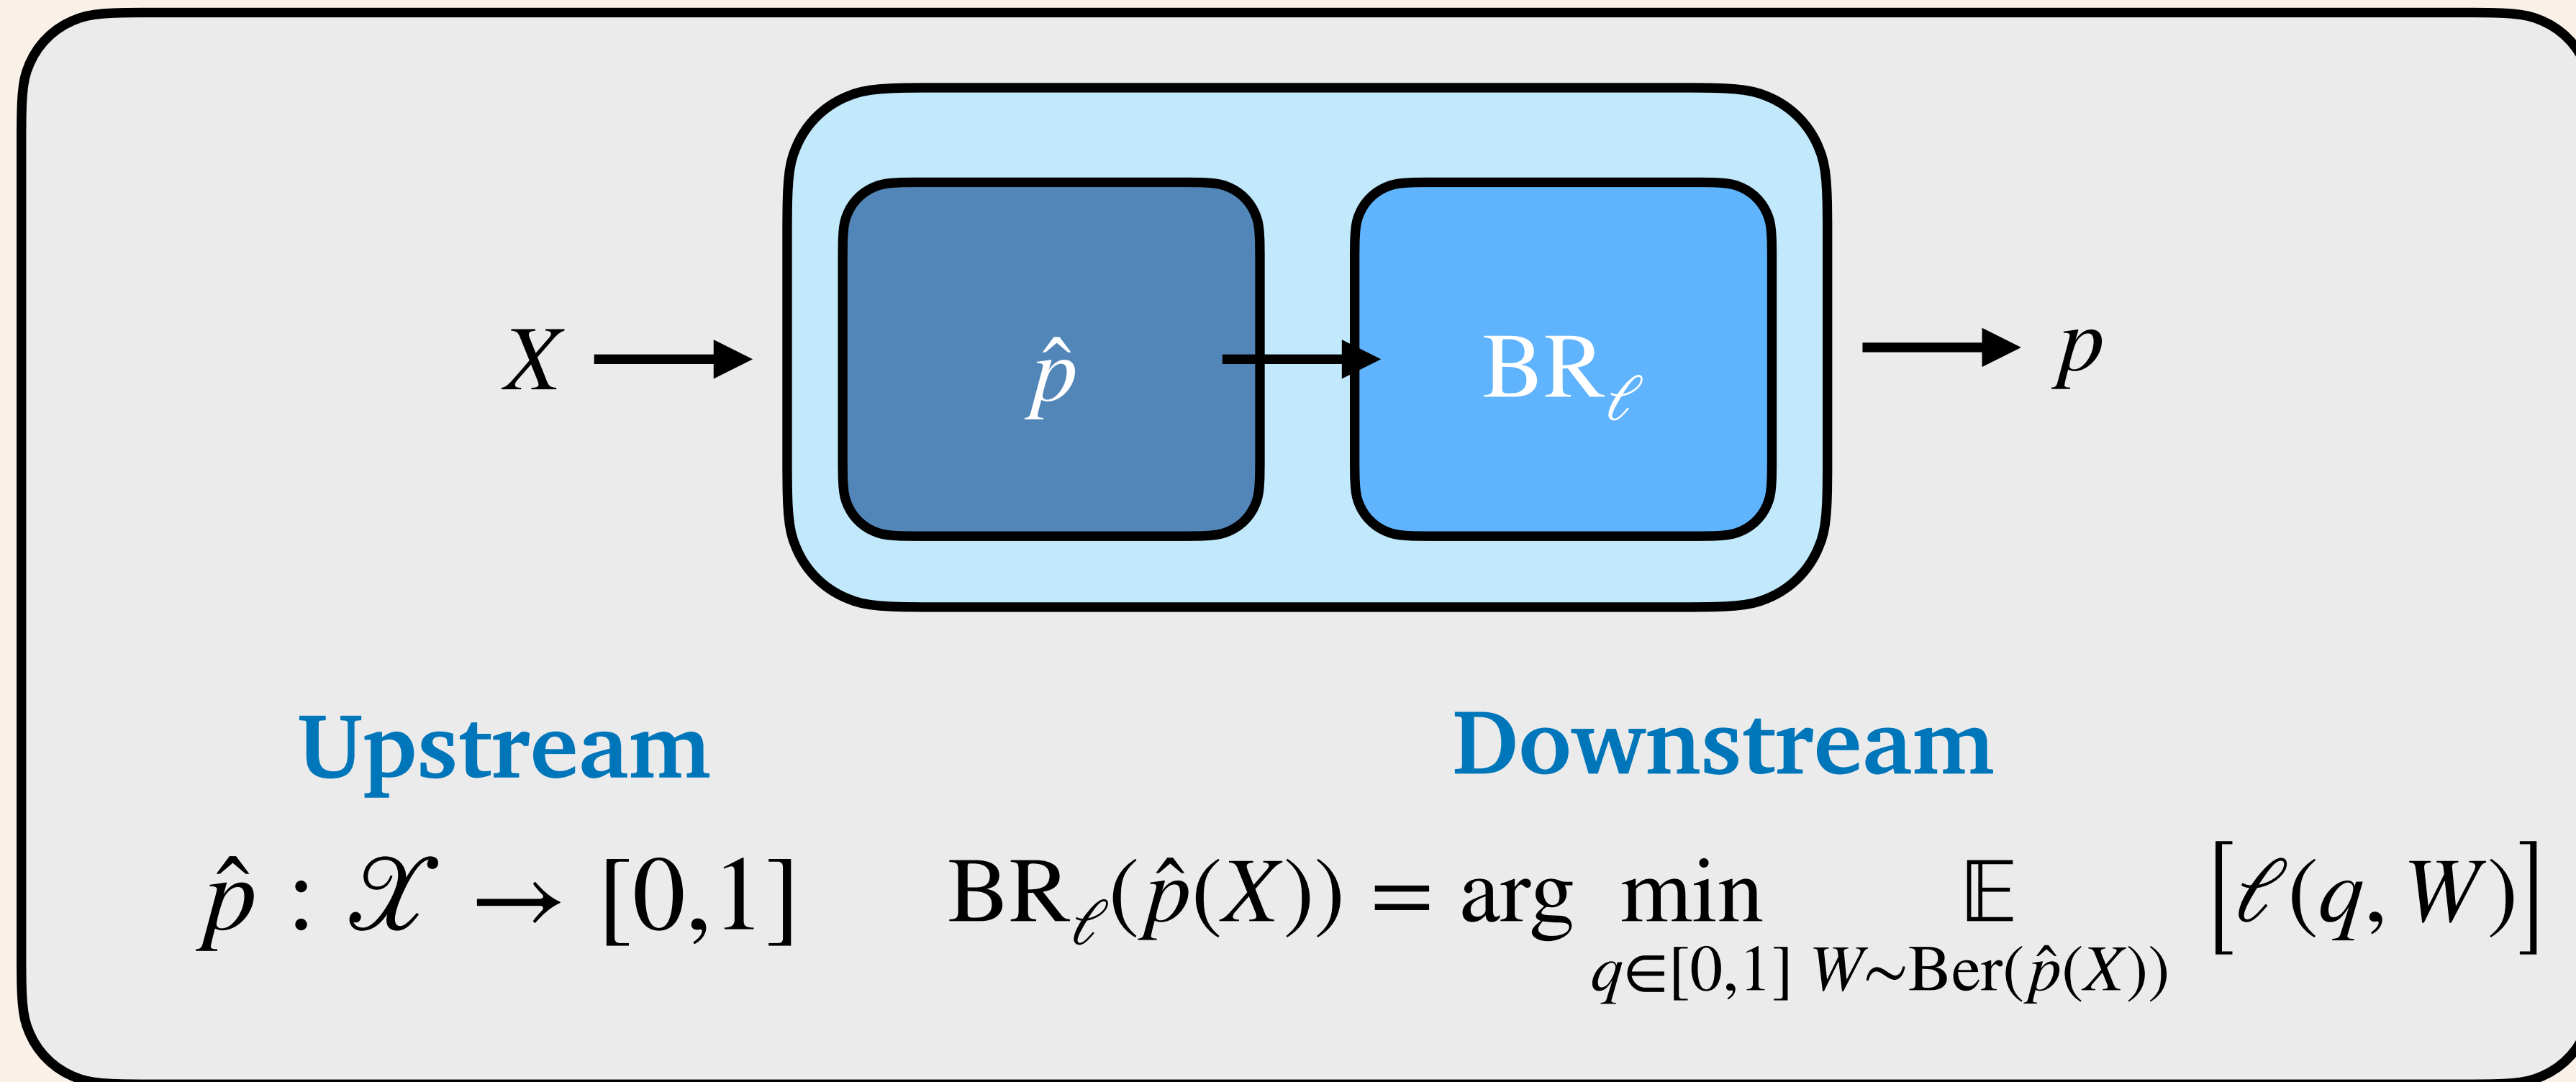 X → p̂ → BR_ℓ → p
Upstream Downstream
p̂ : 𝒳 → [0,1] BR_ℓ(p̂(X)) = arg min_{q∈[0,1]} 𝔼_{W∼Ber(p̂(X))} [ℓ(q, W)]